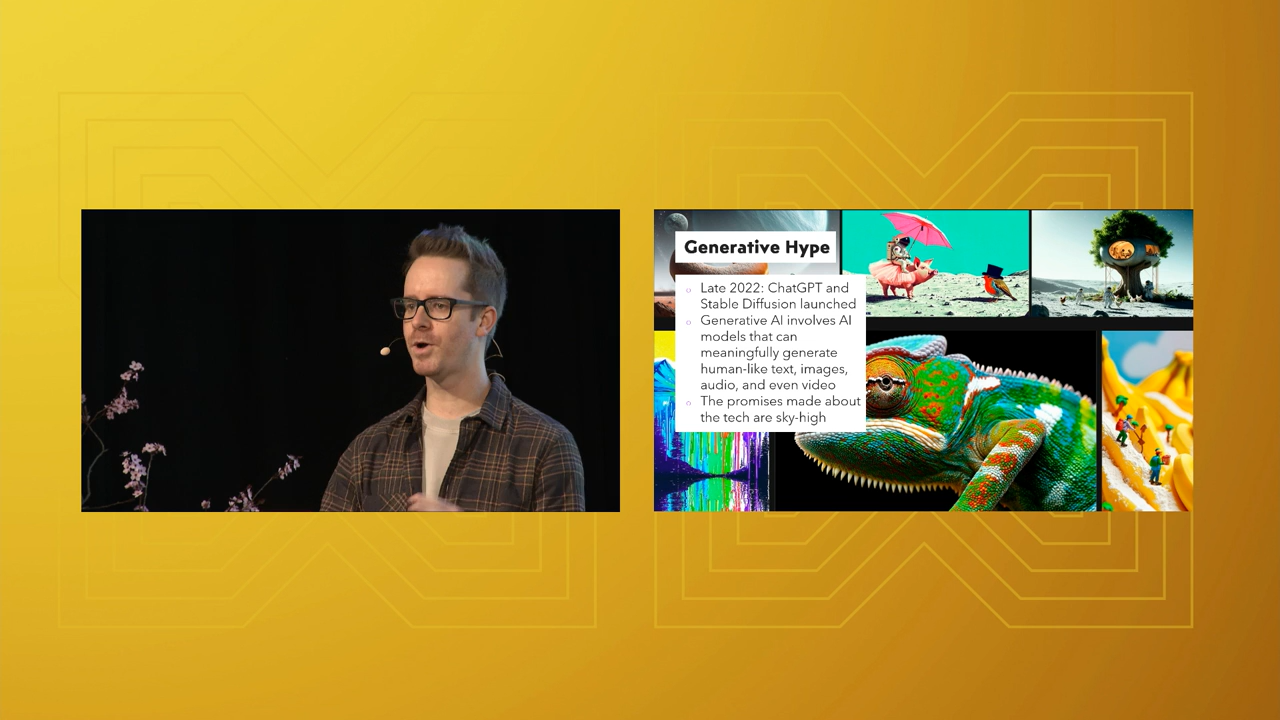 Generative Hype
Late 2022: ChatGPT and
Stable Diffusion launched
Generative AI involves AI
models that can
meaningfully generate
human-like text, images,
audio, and even video
The promises made about
the tech are sky-high